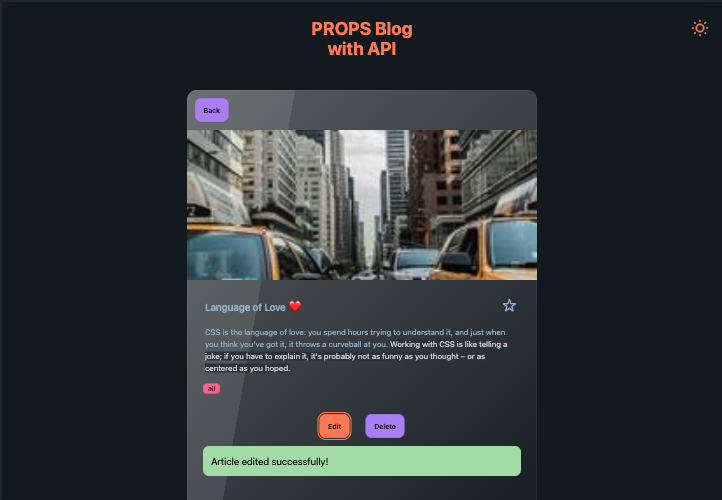 PROPS Blog
with API
Back
Language of Love ❤️
CSS is the language of love: you spend hours trying to understand it, and just when
you think you've got it, it throws a curveball at you. Working with CSS is like telling a
joke; if you have to explain it, it's probably not as funny as you thought – or as
centered as you hoped.
all
Edit
Delete
Article edited successfully!